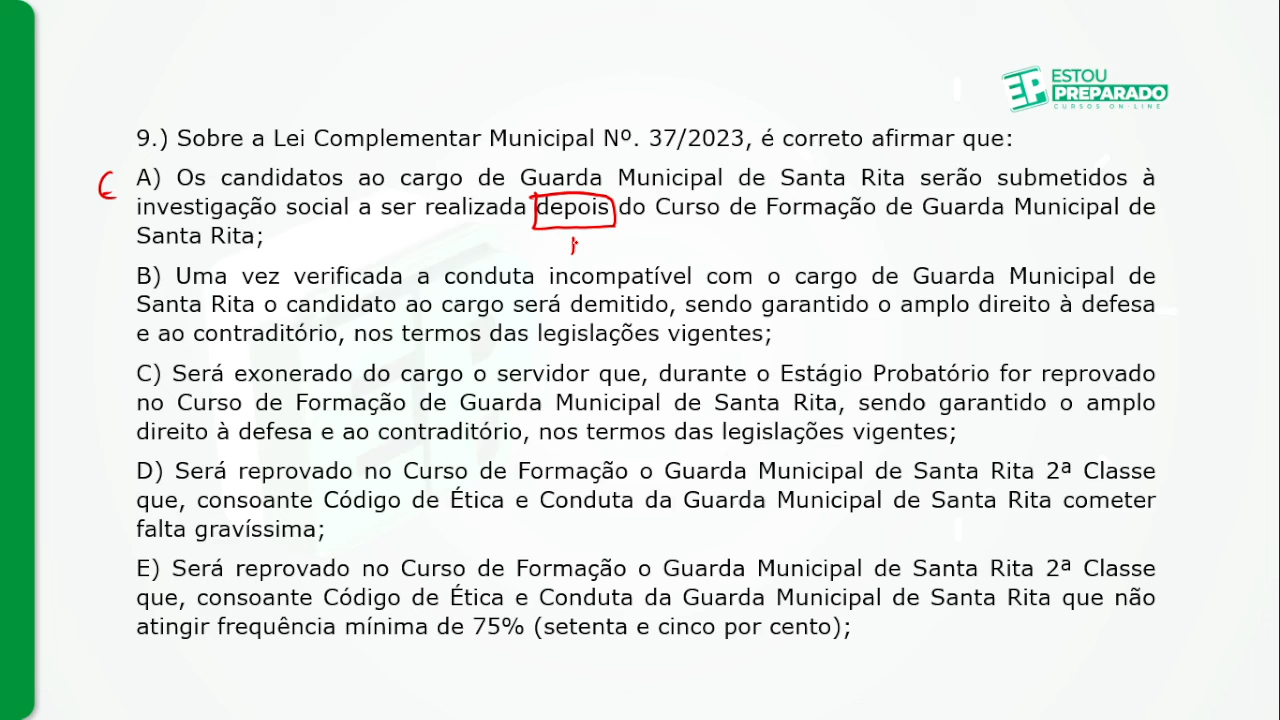 ESTOU
EP PREPARADO
CURSOS ON-LINE
9.) Sobre a Lei Complementar Municipal Nº. 37/2023, é correto afirmar que:
A) Os candidatos ao cargo de Guarda Municipal de Santa Rita serão submetidos à
investigação social a ser realizada depois do Curso de Formação de Guarda Municipal de
Santa Rita;
B) Uma vez verificada a conduta incompatível com o cargo de Guarda Municipal de
Santa Rita o candidato ao cargo será demitido, sendo garantido o amplo direito à defesa
e ao contraditório, nos termos das legislações vigentes;
C) Será exonerado do cargo o servidor que, durante o Estágio Probatório for reprovado
no Curso de Formação de Guarda Municipal de Santa Rita, sendo garantido o amplo
direito à defesa e ao contraditório, nos termos das legislações vigentes;
D) Será reprovado no Curso de Formação o Guarda Municipal de Santa Rita 2ª Classe
que, consoante Código de Ética e Conduta da Guarda Municipal de Santa Rita cometer
falta gravíssima;
E) Será reprovado no Curso de Formação o Guarda Municipal de Santa Rita 2ª Classe
que, consoante Código de Ética e Conduta da Guarda Municipal de Santa Rita que não
atingir frequência mínima de 75% (setenta e cinco por cento);